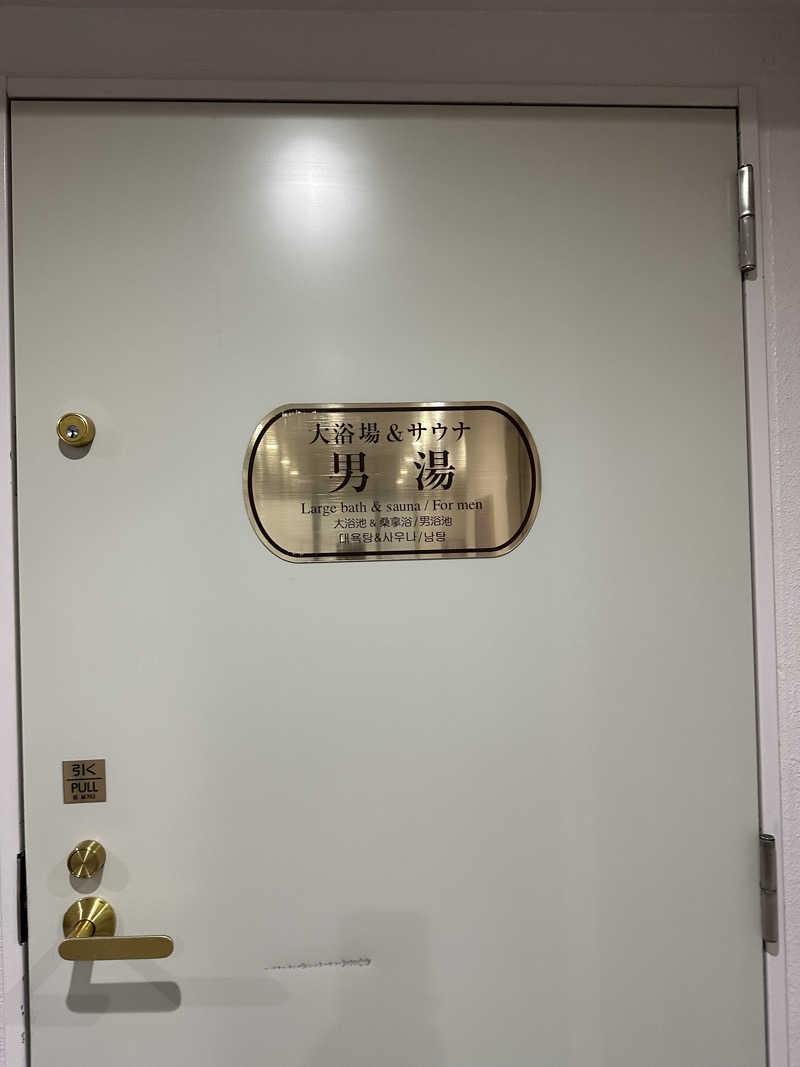 大浴場&サウナ
男 湯
Large bath & sauna / For men
大浴池 & 桑拿浴 / 男浴池
대욕탕&사우나/남탕
引く
PULL